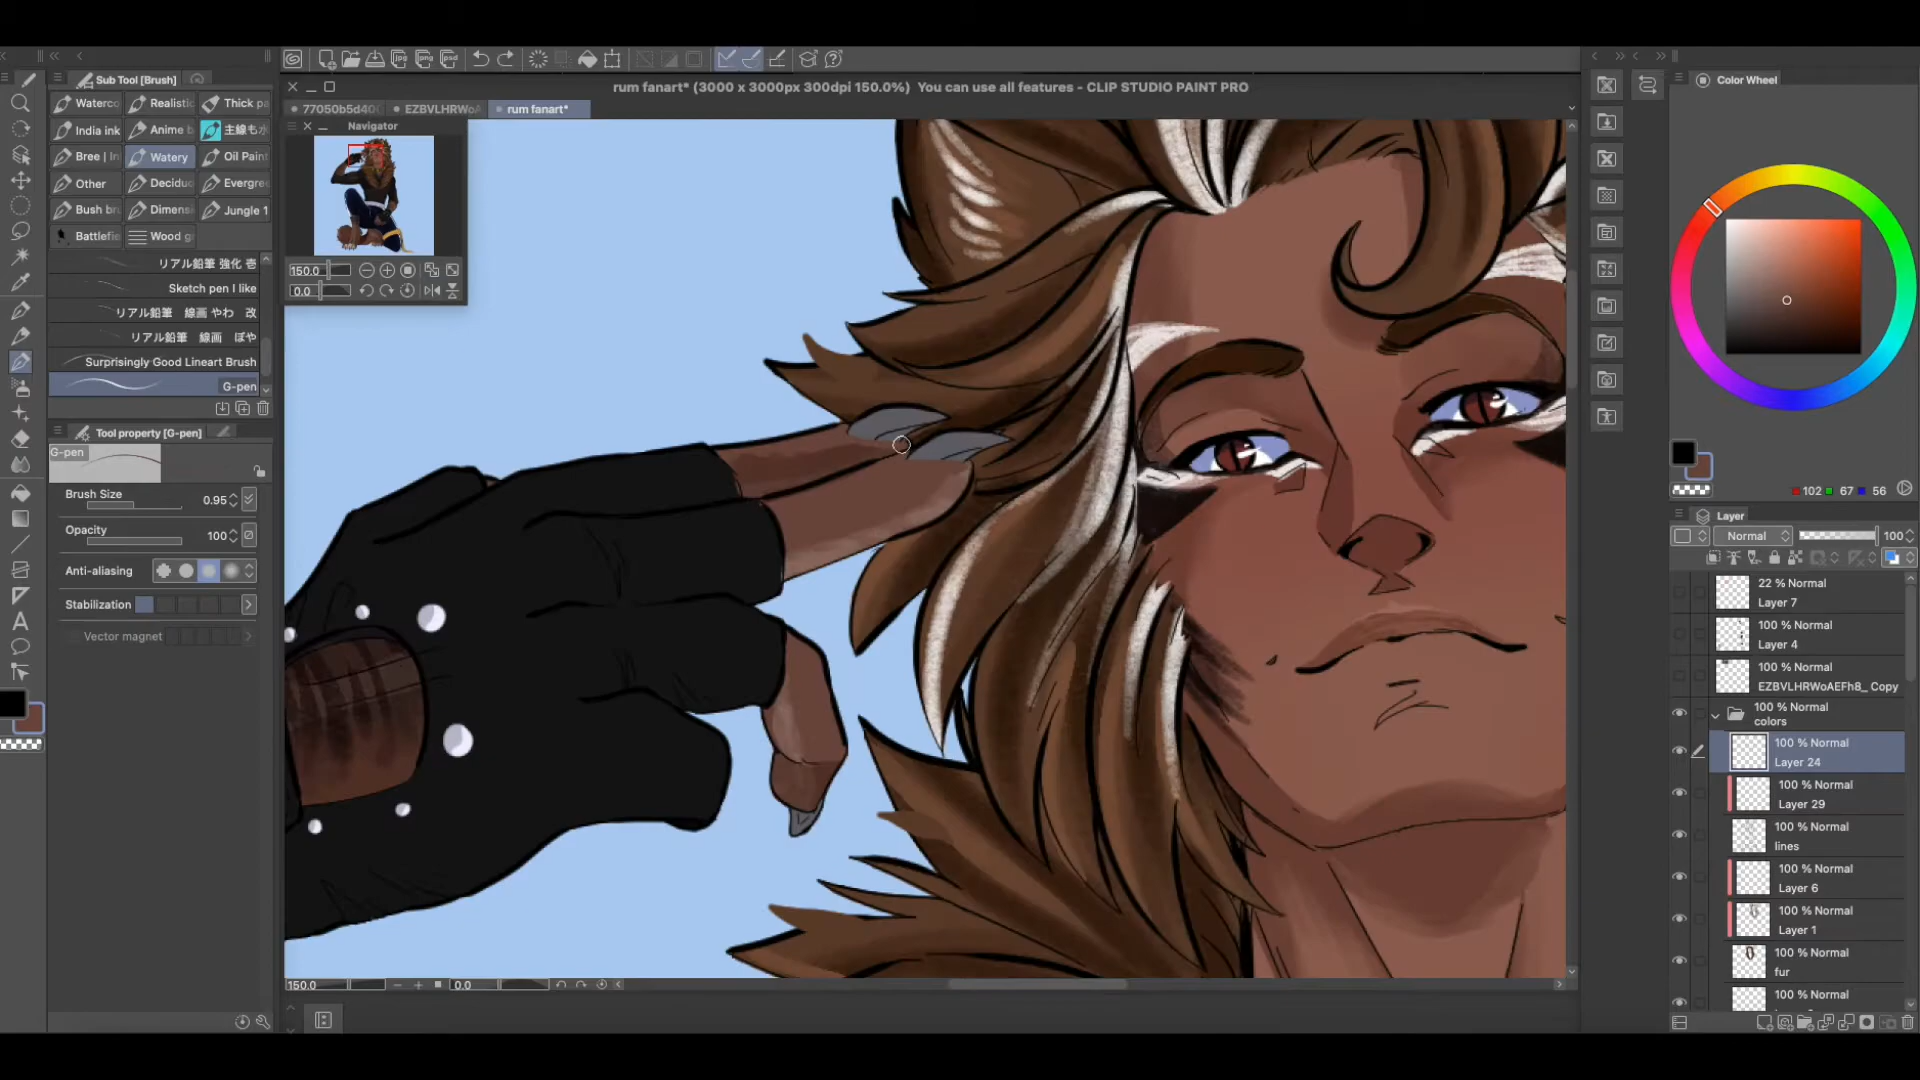 rum fanart* (3000 x 3000px 300dpi 150.0%) You can use all features - CLIP STUDIO PAINT PRO
Sub Tool [Brush]
Waterco
Realistic
Thick pa
India ink
Anime b
主線も水
Bree | In
Watery
Oil Paint
Other
Deciduo
Evergre
Bush bru
Dimens
Jungle 1
Battlefie
Wood g
リアル鉛筆 強化 壱
Sketch pen I like
リアル鉛筆 線画 やわ 改
リアル鉛筆 線画 ぼや
Surprisingly Good Lineart Brush
G-pen
Tool property [G-pen]
G-pen
Brush Size 0.95
Opacity 100
Anti-aliasing
Stabilization
Vector magnet
77050b5d40
EZBVLHRWoA
rum fanart*
Navigator
150.0
0.0
150.0
0.0
Color Wheel
102 67 56
Layer
Normal 100
22 % Normal
Layer 7
100 % Normal
Layer 4
100 % Normal
EZBVLHRWoAEFh8_ Copy
100 % Normal
colors
100 % Normal
Layer 24
100 % Normal
Layer 29
100 % Normal
lines
100 % Normal
Layer 6
100 % Normal
Layer 1
100 % Normal
fur
100 % Normal